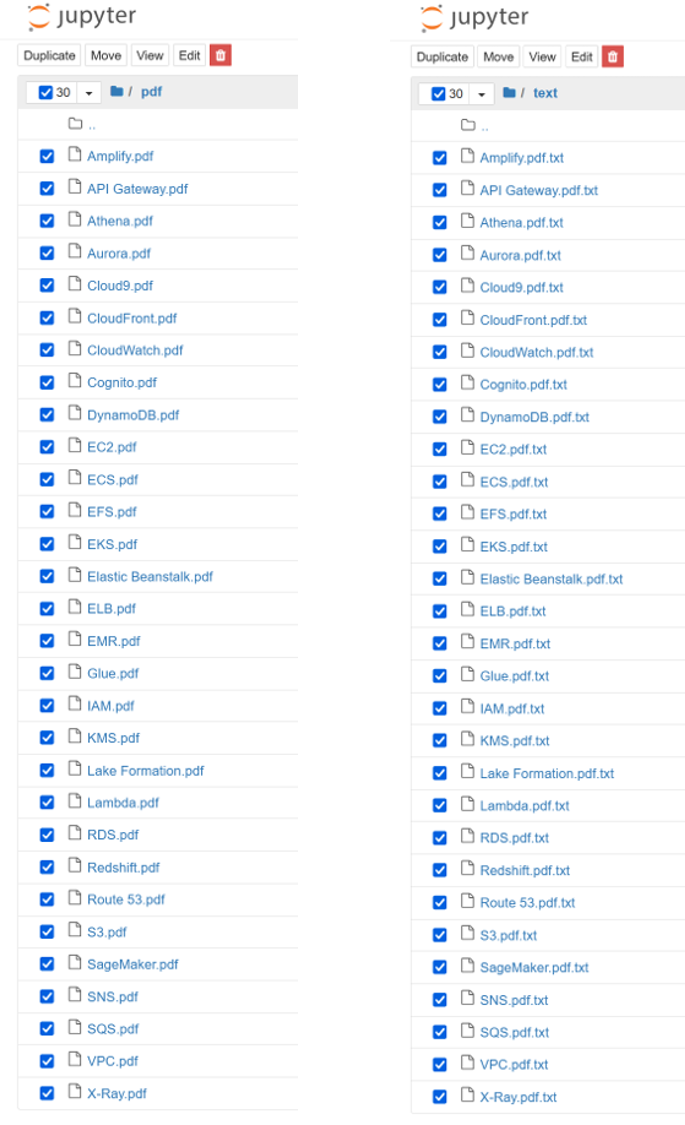 jupyter
Duplicate Move View Edit
30 / pdf
..
Amplify.pdf
API Gateway.pdf
Athena.pdf
Aurora.pdf
Cloud9.pdf
CloudFront.pdf
CloudWatch.pdf
Cognito.pdf
DynamoDB.pdf
EC2.pdf
ECS.pdf
EFS.pdf
EKS.pdf
Elastic Beanstalk.pdf
ELB.pdf
EMR.pdf
Glue.pdf
IAM.pdf
KMS.pdf
Lake Formation.pdf
Lambda.pdf
RDS.pdf
Redshift.pdf
Route 53.pdf
S3.pdf
SageMaker.pdf
SNS.pdf
SQS.pdf
VPC.pdf
X-Ray.pdf
jupyter
Duplicate Move View Edit
30 / text
..
Amplify.pdf.txt
API Gateway.pdf.txt
Athena.pdf.txt
Aurora.pdf.txt
Cloud9.pdf.txt
CloudFront.pdf.txt
CloudWatch.pdf.txt
Cognito.pdf.txt
DynamoDB.pdf.txt
EC2.pdf.txt
ECS.pdf.txt
EFS.pdf.txt
EKS.pdf.txt
Elastic Beanstalk.pdf.txt
ELB.pdf.txt
EMR.pdf.txt
Glue.pdf.txt
IAM.pdf.txt
KMS.pdf.txt
Lake Formation.pdf.txt
Lambda.pdf.txt
RDS.pdf.txt
Redshift.pdf.txt
Route 53.pdf.txt
S3.pdf.txt
SageMaker.pdf.txt
SNS.pdf.txt
SQS.pdf.txt
VPC.pdf.txt
X-Ray.pdf.txt